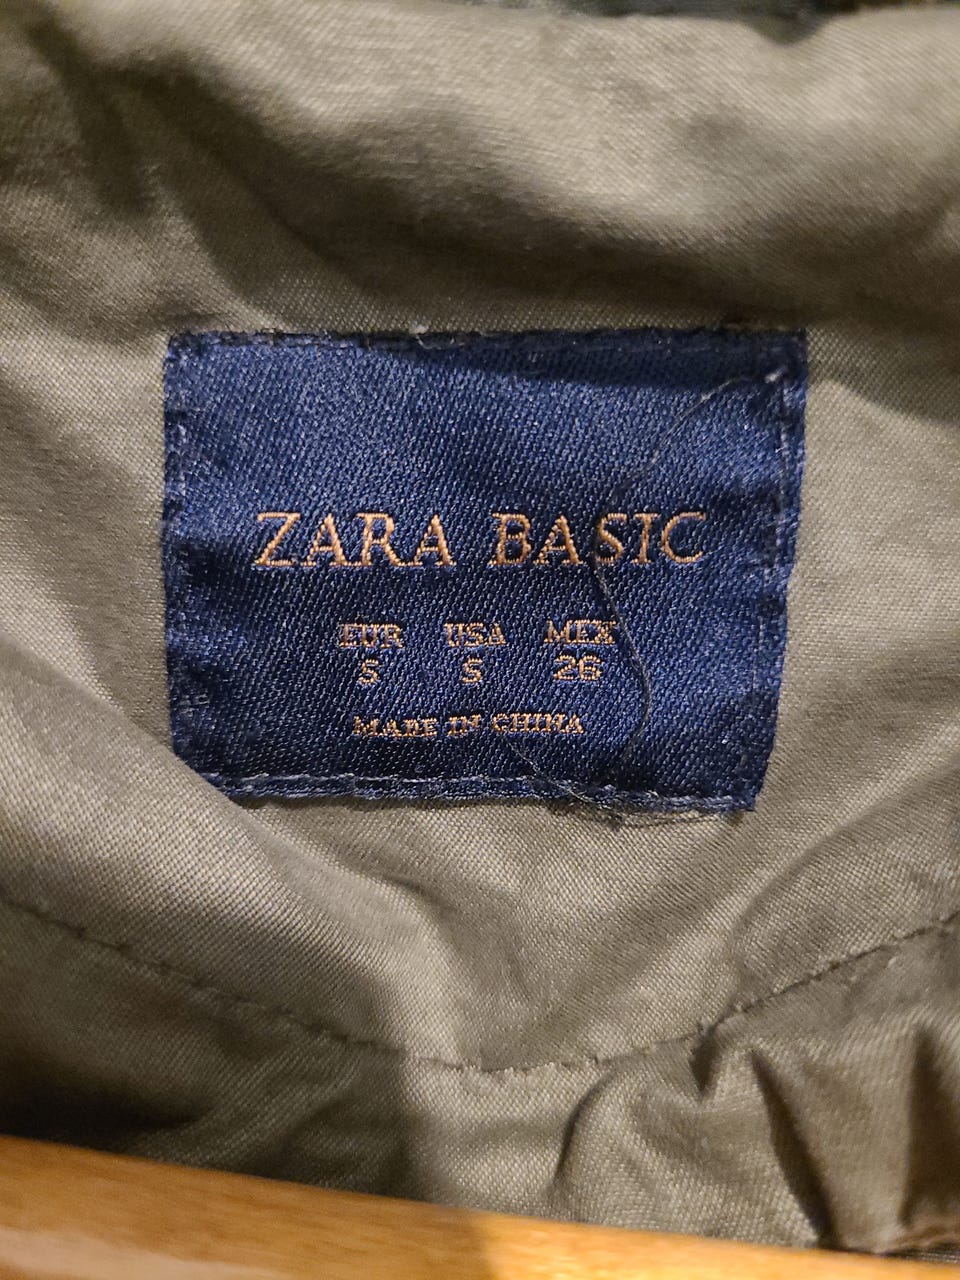 ZARA BASIC
EUR USA MEX
S S 26
MADE IN CHINA